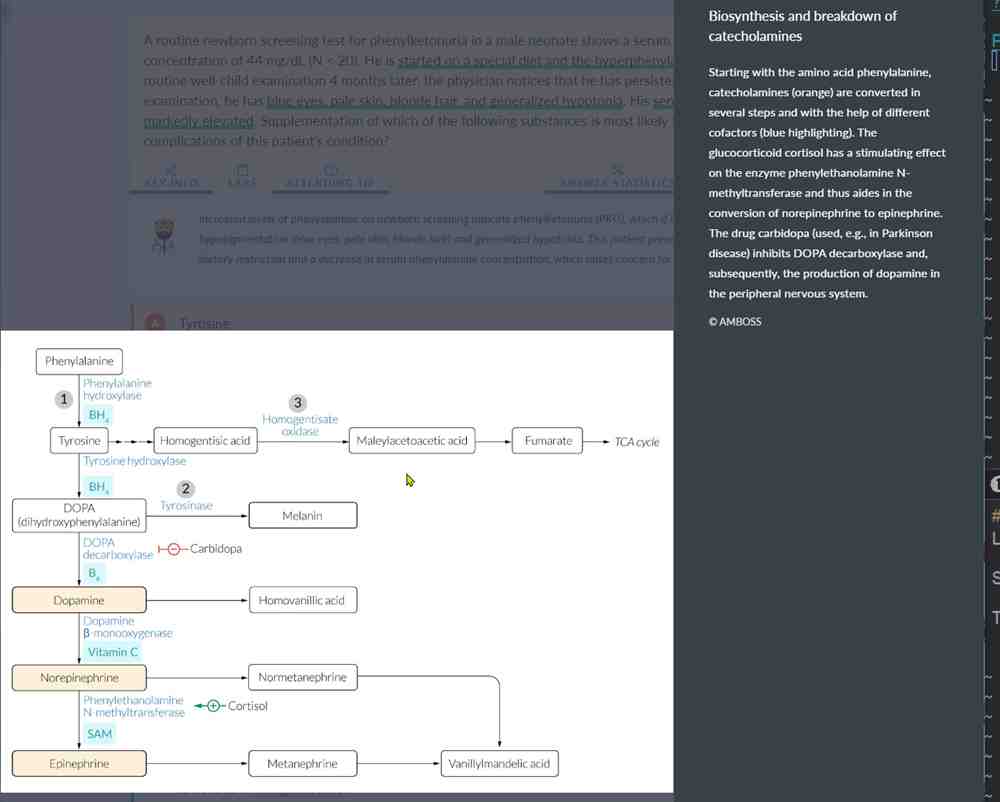 A routine newborn screening test for phenylketonuria in a male neonate shows a serum
concentration of 44 mg/dL (N < 20). He is started on a special diet and the hyperphenyl
routine well child examination 4 months later, the physician notices that he has persiste
examination, he has blue eyes, pale skin, blonde hair, and generalized hypotonia. His ser
markedly elevated. Supplementation of which of the following substances is most likely
complications of this patient's condition?
KEY INFO
LABS
ATTENDING TIP
ANSWER STATISTICS
Increased levels of phenylalanine on newborn screening indicate phenylketonuria (PKU), which
hypopigmentation (blue eyes, pale skin, blonde hair) and generalized hypotonia. This patient
dietary restriction and a decrease in serum phenylalanine concentration, which raises concern for
A
Tyrosine
Biosynthesis and breakdown of
catecholamines
Starting with the amino acid phenylalanine,
catecholamines (orange) are converted in
several steps and with the help of different
cofactors (blue highlighting). The
glucocorticoid cortisol has a stimulating effect
on the enzyme phenylethanolamine N-
methyltransferase and thus aides in the
conversion of norepinephrine to epinephrine.
The drug carbidopa (used, e.g., in Parkinson
disease) inhibits DOPA decarboxylase and,
subsequently, the production of dopamine in
the peripheral nervous system.
© AMBOSS
Phenylalanine
1
Phenylalanine
hydroxylase
BH₄
3
Homogentisate
oxidase
Tyrosine
Homogentisic acid
Maleylacetoacetic acid
Fumarate
TCA cycle
Tyrosine hydroxylase
BH₄
2
Tyrosinase
DOPA
(dihydroxyphenylalanine)
Melanin
DOPA
decarboxylase
Carbidopa
B₆
Dopamine
Homovanillic acid
Dopamine
β-monooxygenase
Vitamin C
Norepinephrine
Normetanephrine
Phenylethanolamine
N-methyltransferase
Cortisol
SAM
Epinephrine
Metanephrine
Vanillylmandelic acid